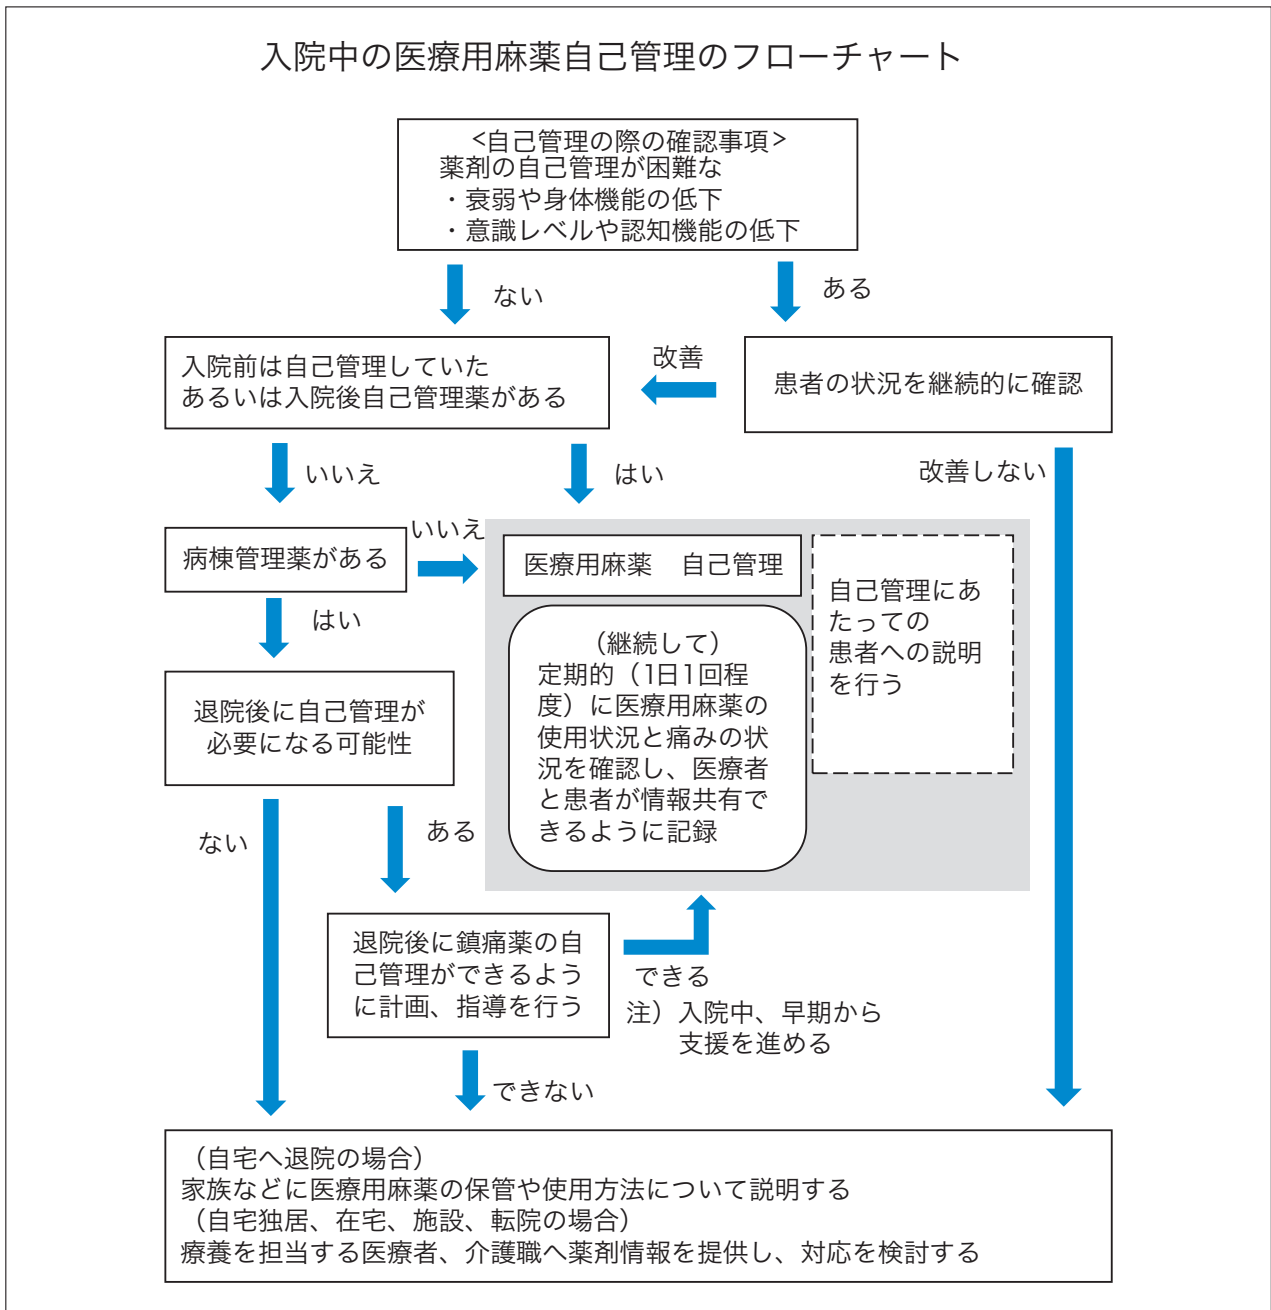 入院中の医療用麻薬自己管理のフローチャート
<自己管理の際の確認事項>
薬剤の自己管理が困難な
・衰弱や身体機能の低下
・意識レベルや認知機能の低下
ない
ある
入院前は自己管理していた
あるいは入院後自己管理薬がある
改善
患者の状況を継続的に確認
いいえ
はい
改善しない
病棟管理薬がある
いいえ
医療用麻薬　自己管理
自己管理にあ
たっての
患者への説明
を行う
はい
（継続して）
定期的（1日1回程
度）に医療用麻薬の
使用状況と痛みの状
況を確認し、医療者
と患者が情報共有で
きるように記録
退院後に自己管理が
必要になる可能性
ない
ある
退院後に鎮痛薬の自
己管理ができるよう
に計画、指導を行う
できる
注）入院中、早期から
支援を進める
できない
（自宅へ退院の場合）
家族などに医療用麻薬の保管や使用方法について説明する
（自宅独居、在宅、施設、転院の場合）
療養を担当する医療者、介護職へ薬剤情報を提供し、対応を検討する